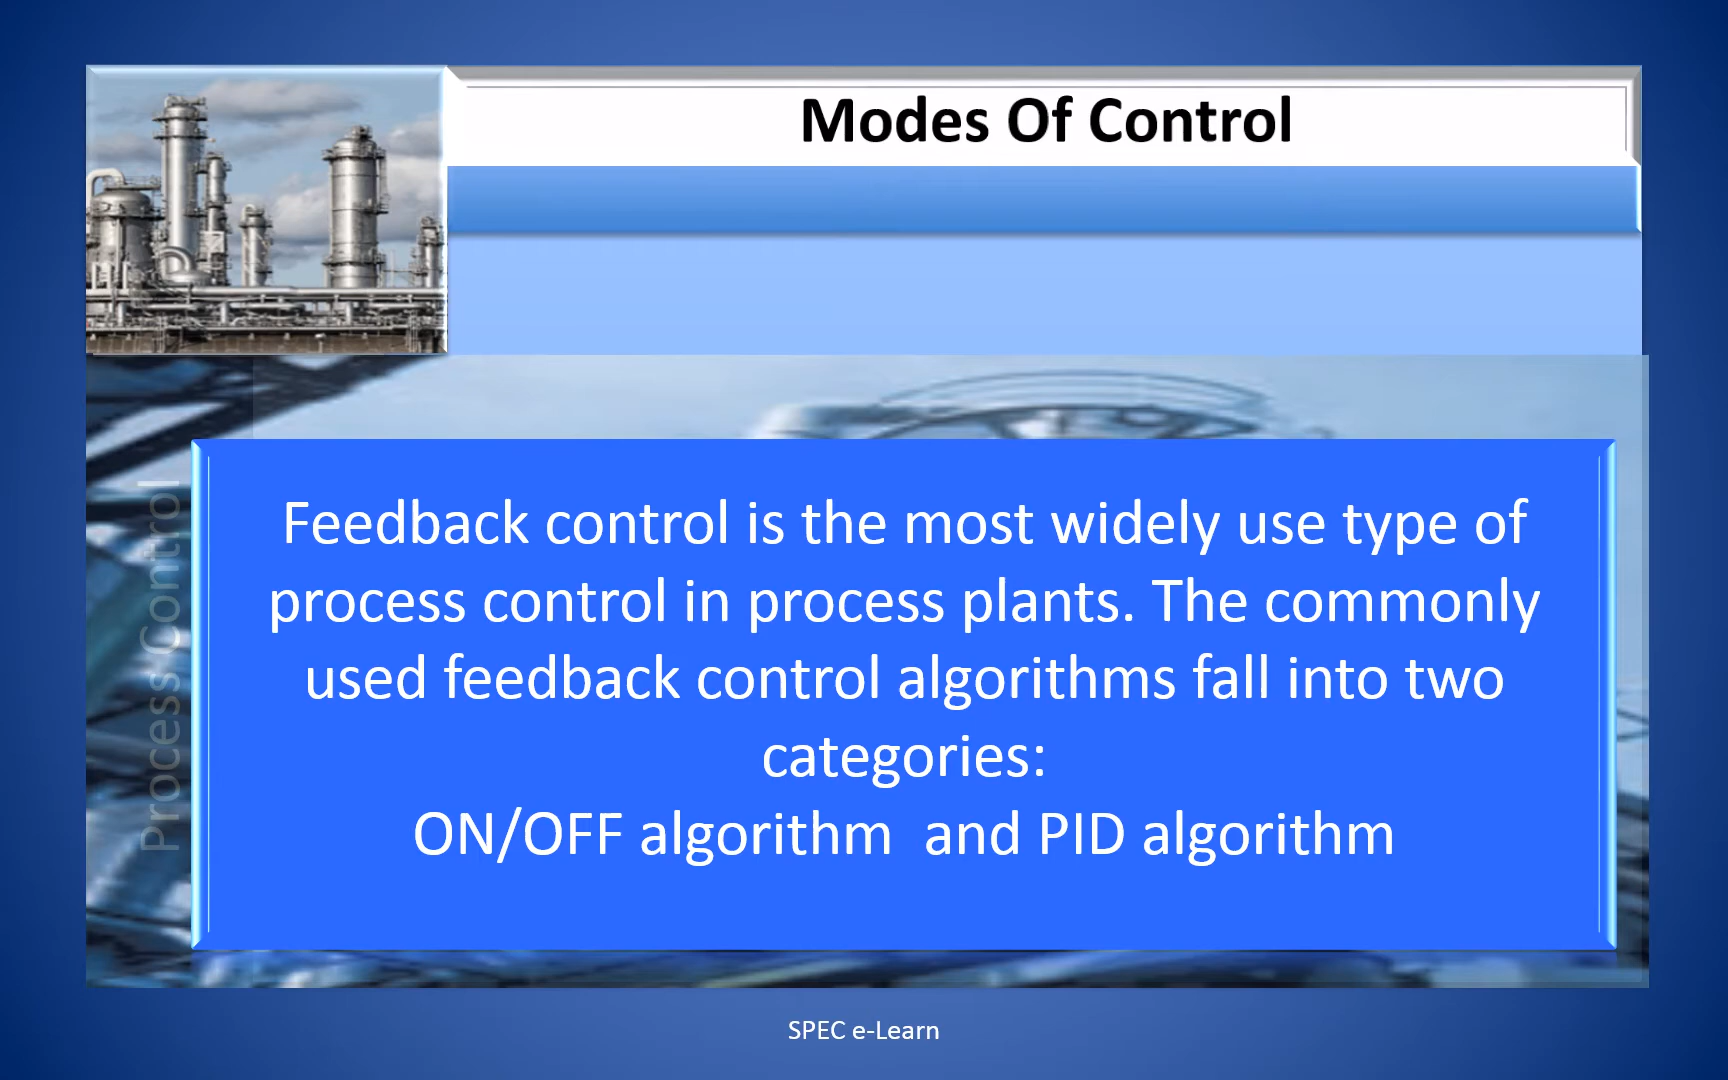 Modes Of Control
Process Control
Feedback control is the most widely use type of
process control in process plants. The commonly
used feedback control algorithms fall into two
categories:
ON/OFF algorithm  and PID algorithm
SPEC e-Learn